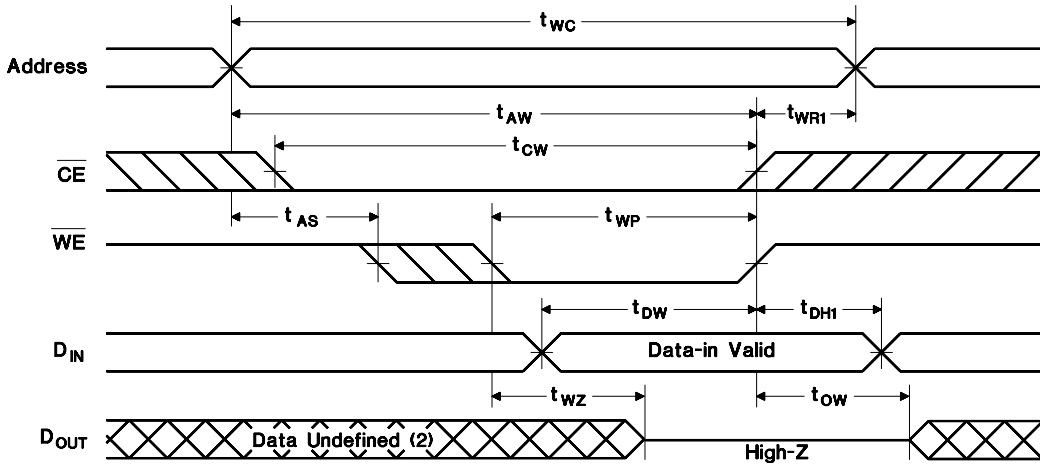 tWC
Address
tAW
tWR1
tCW
CE
tAS
tWP
WE
tDW
tDH1
DIN
Data-in Valid
tWZ
tOW
DOUT
Data Undefined (2)
High-Z